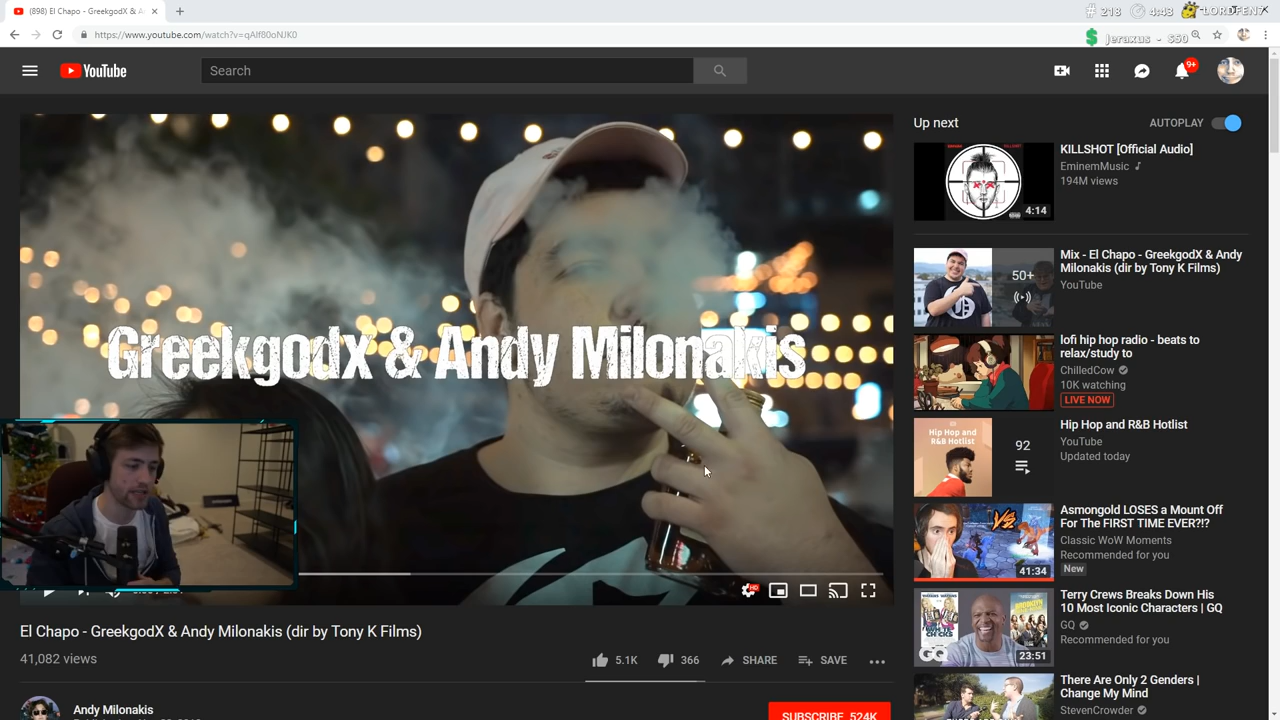 (898) El Chapo - GreekgodX & A
# 218
4:43
LORDFENZ
https://www.youtube.com/watch?v=qAlf80oNJK0
Jeraxus - $50
YouTube
Search
9+
Greekgodx & Andy Milonakis
HD
El Chapo - GreekgodX & Andy Milonakis (dir by Tony K Films)
41,082 views
5.1K
366
SHARE
SAVE
Andy Milonakis
SUBSCRIBE 524K
Up next
AUTOPLAY
KILLSHOT [Official Audio]
EminemMusic
194M views
4:14
Mix - El Chapo - GreekgodX & Andy
Milonakis (dir by Tony K Films)
YouTube
50+
lofi hip hop radio - beats to
relax/study to
ChilledCow
10K watching
LIVE NOW
Hip Hop and
R&B Hotlist
92
Hip Hop and R&B Hotlist
YouTube
Updated today
VS
41:34
Asmongold LOSES a Mount Off
For The FIRST TIME EVER?!?
Classic WoW Moments
Recommended for you
New
GQ
23:51
Terry Crews Breaks Down His
10 Most Iconic Characters | GQ
GQ
Recommended for you
There Are Only 2 Genders |
Change My Mind
StevenCrowder